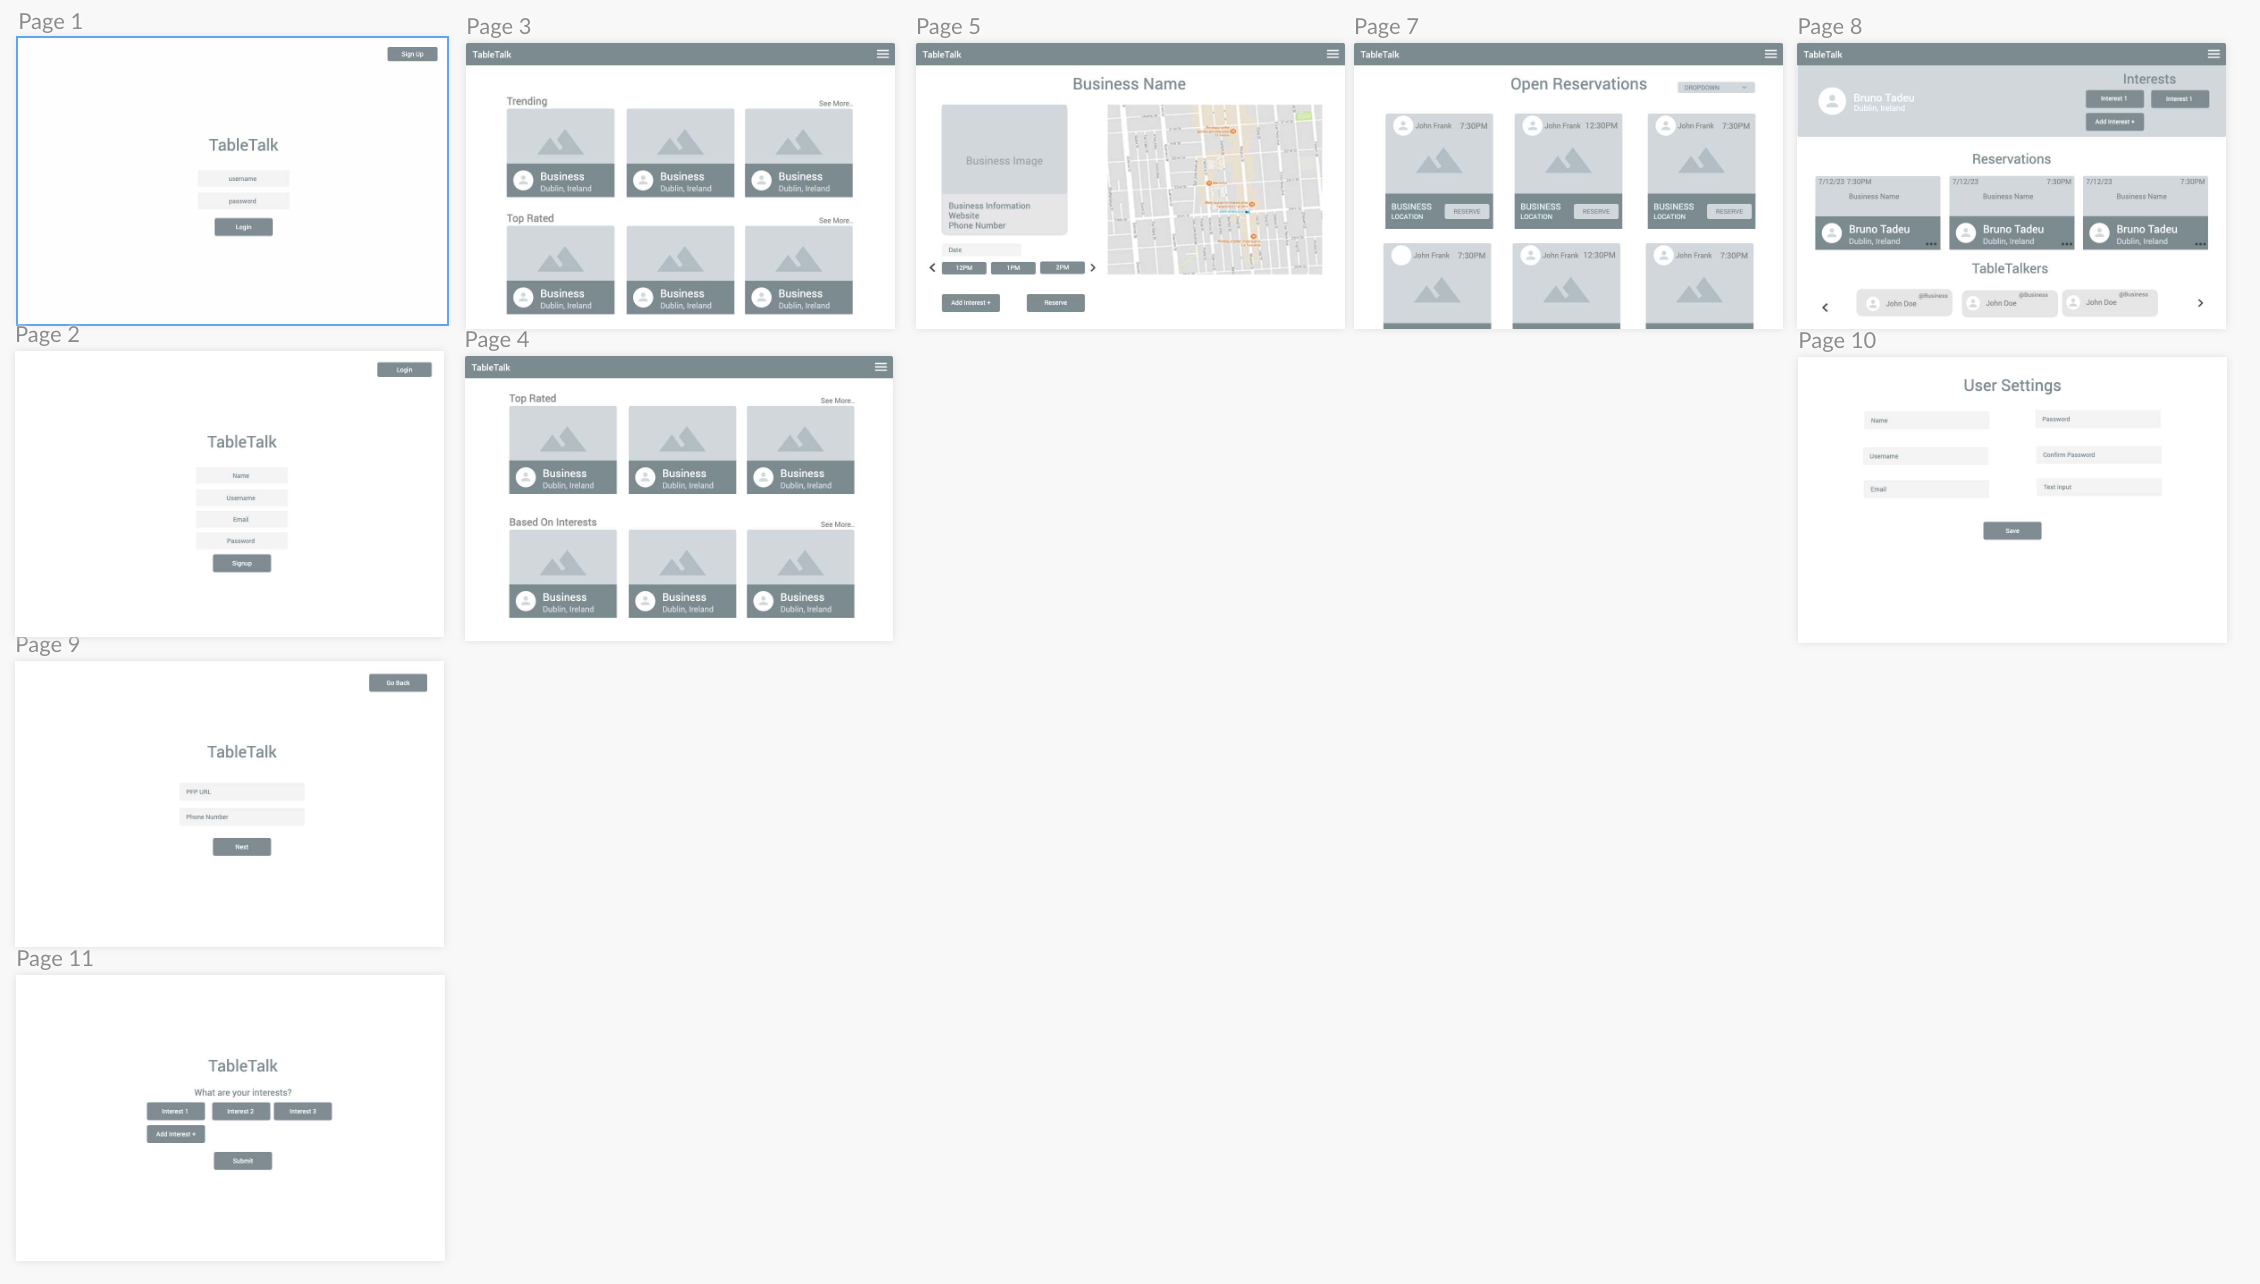 Page 1
Sign Up
TableTalk
username
password
Login
Page 2
Login
TableTalk
Name
Username
Email
Password
Signup
Page 9
Go Back
TableTalk
PFP URL
Phone Number
Next
Page 11
TableTalk
What are your interests?
Interest 1 Interest 2 Interest 3
Add Interest +
Submit
Page 3
TableTalk
Trending See More..
Business Business Business
Dublin, Ireland Dublin, Ireland Dublin, Ireland
Top Rated See More..
Business Business Business
Dublin, Ireland Dublin, Ireland Dublin, Ireland
Page 4
TableTalk
Top Rated See More..
Business Business Business
Dublin, Ireland Dublin, Ireland Dublin, Ireland
Based On Interests See More..
Business Business Business
Dublin, Ireland Dublin, Ireland Dublin, Ireland
Page 5
TableTalk
Business Name
Business Image
Business Information
Website
Phone Number
Date
12PM 1PM 2PM
Add Interest + Reserve
Page 7
TableTalk
Open Reservations DROPDOWN
John Frank 7:30PM John Frank 12:30PM John Frank 7:30PM
BUSINESS RESERVE BUSINESS RESERVE BUSINESS RESERVE
LOCATION LOCATION LOCATION
John Frank 7:30PM John Frank 12:30PM John Frank 7:30PM
Page 8
TableTalk
Interests
Bruno Tadeu Interest 1 Interest 1
Dublin, Ireland
Add Interest +
Reservations
7/12/23 7:30PM 7/12/23 7:30PM 7/12/23 7:30PM
Business Name Business Name Business Name
Bruno Tadeu Bruno Tadeu Bruno Tadeu
Dublin, Ireland Dublin, Ireland Dublin, Ireland
TableTalkers
@Business @Business @Business
John Doe John Doe John Doe
Page 10
User Settings
Name Password
Username Confirm Password
Email Text input
Save